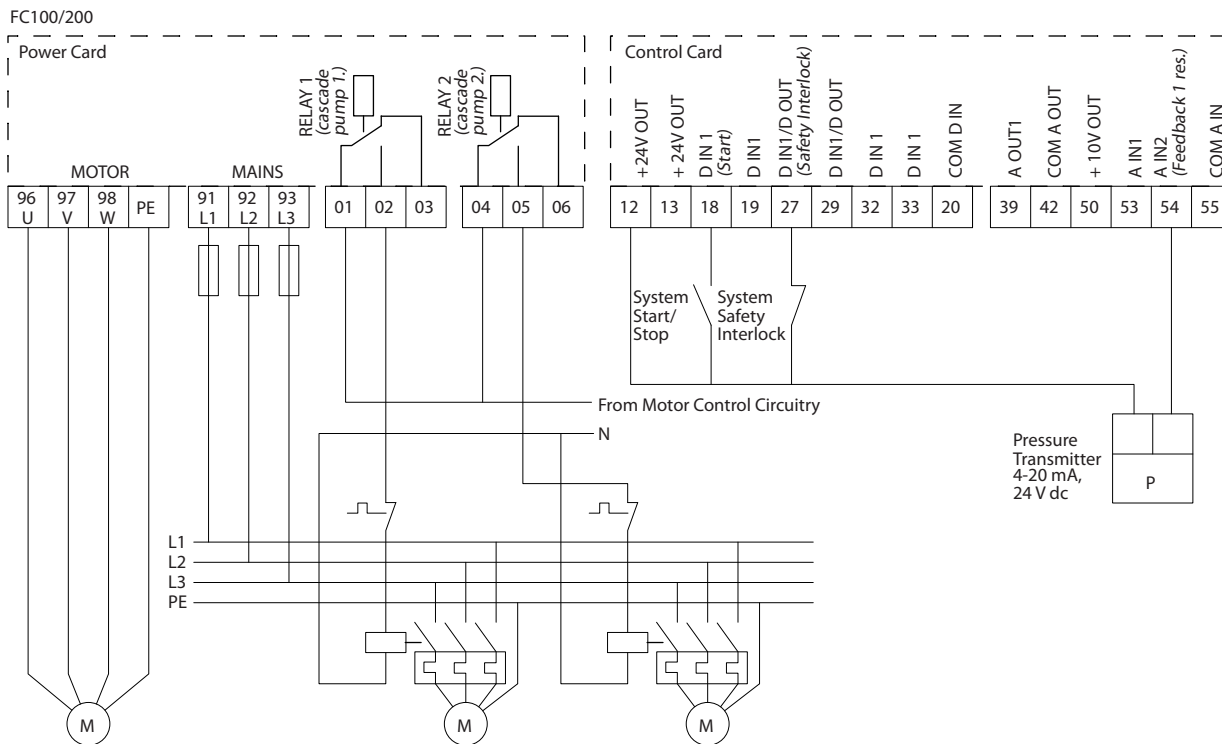 FC100/200
Power Card
Control Card
RELAY 1
(cascade
pump 1.)
RELAY 2
(cascade
pump 2.)
+24V OUT
+ 24V OUT
D IN 1
(Start)
D IN1
D IN1/D OUT
(Safety Interlock)
D IN1/D OUT
D IN 1
D IN 1
COM D IN
A OUT1
COM A OUT
+ 10V OUT
A IN1
A IN2
(Feedback 1 res.)
COM A IN
MOTOR
MAINS
96 97 98 PE 91 92 93 01 02 03 04 05 06 12 13 18 19 27 29 32 33 20 39 42 50 53 54 55
U V W L1 L2 L3
System
Start/
Stop
System
Safety
Interlock
From Motor Control Circuitry
N
Pressure
Transmitter
4-20 mA,
24 V dc
P
L1
L2
L3
PE
M M M